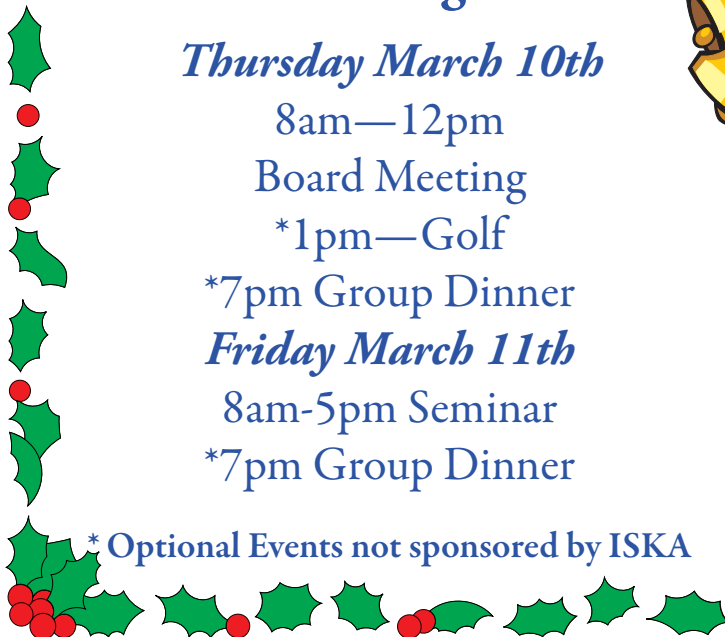 Thursday March 10th
8am—12pm
Board Meeting
*1pm—Golf
*7pm Group Dinner
Friday March 11th
8am-5pm Seminar
*7pm Group Dinner
* Optional Events not sponsored by ISKA